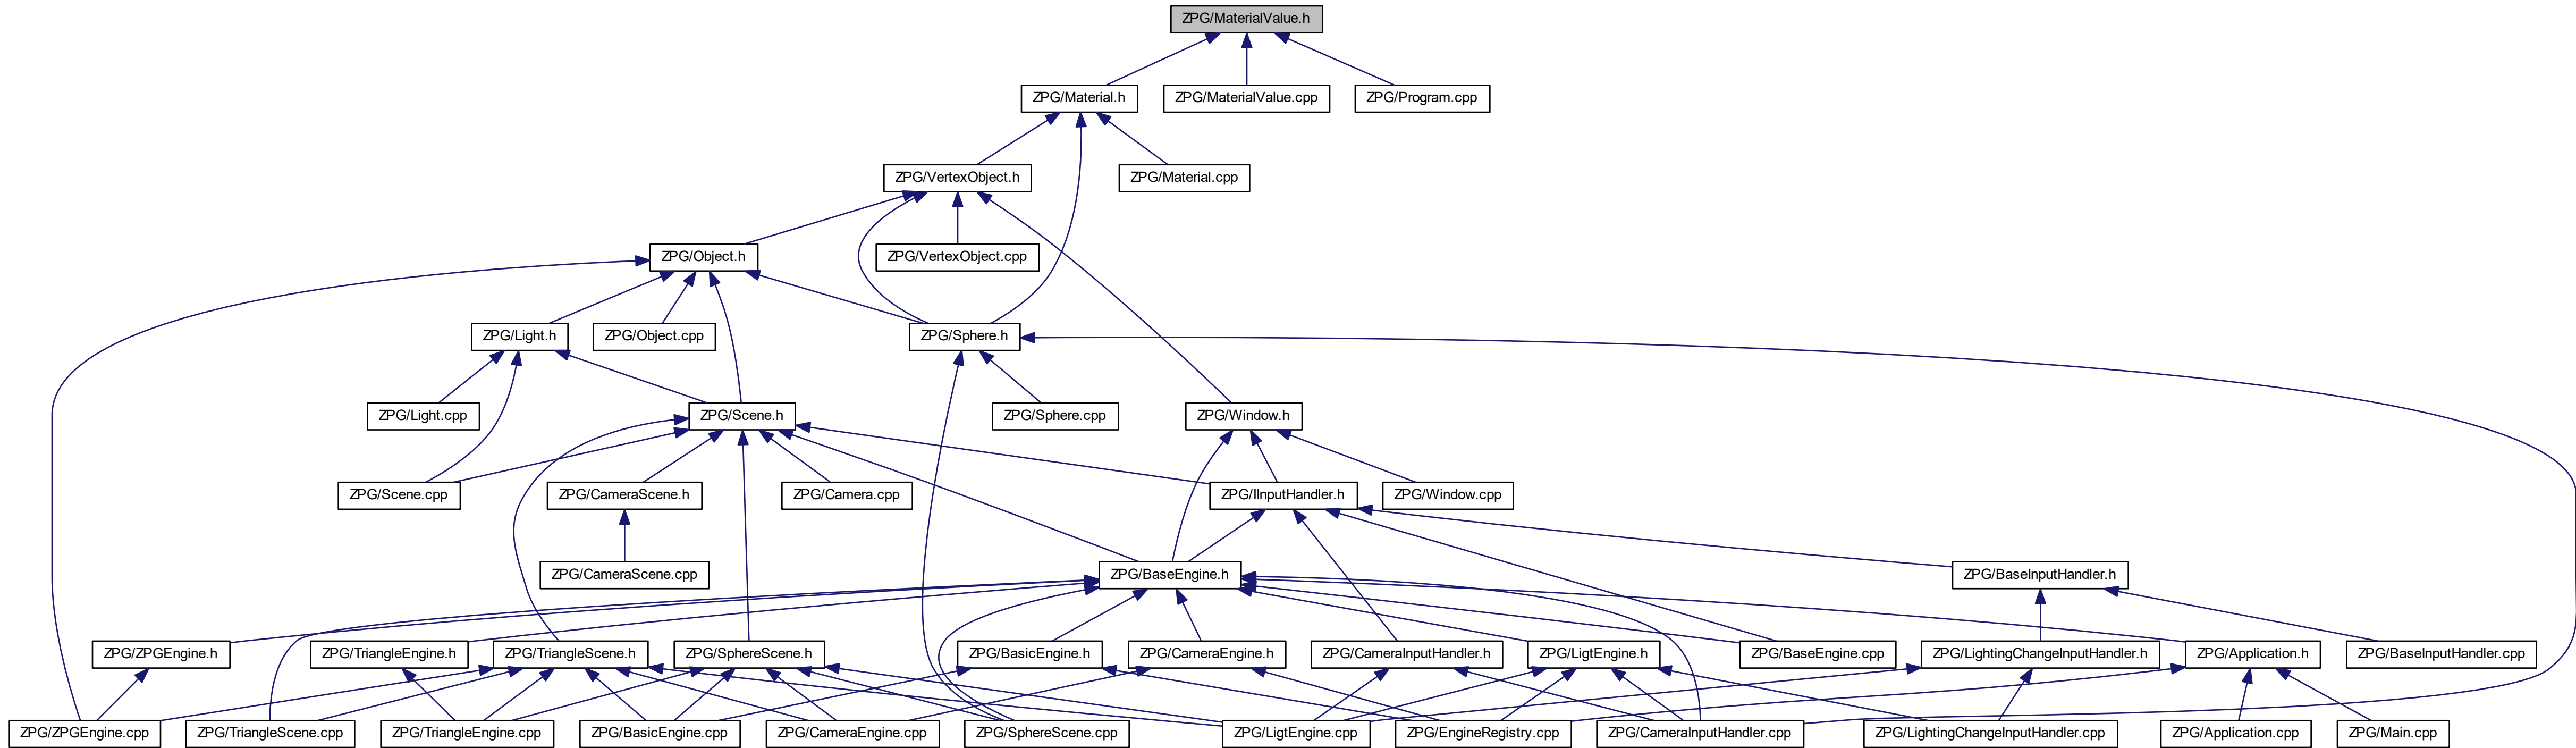 ZPG/MaterialValue.h
ZPG/Material.h
ZPG/MaterialValue.cpp
ZPG/Program.cpp
ZPG/VertexObject.h
ZPG/Material.cpp
ZPG/Object.h
ZPG/VertexObject.cpp
ZPG/Light.h
ZPG/Object.cpp
ZPG/Sphere.h
ZPG/Light.cpp
ZPG/Scene.h
ZPG/Sphere.cpp
ZPG/Window.h
ZPG/Scene.cpp
ZPG/CameraScene.h
ZPG/Camera.cpp
ZPG/IInputHandler.h
ZPG/Window.cpp
ZPG/CameraScene.cpp
ZPG/BaseEngine.h
ZPG/BaseInputHandler.h
ZPG/ZPGEngine.h
ZPG/TriangleEngine.h
ZPG/TriangleScene.h
ZPG/SphereScene.h
ZPG/BasicEngine.h
ZPG/CameraEngine.h
ZPG/CameraInputHandler.h
ZPG/LigtEngine.h
ZPG/BaseEngine.cpp
ZPG/LightingChangeInputHandler.h
ZPG/Application.h
ZPG/BaseInputHandler.cpp
ZPG/ZPGEngine.cpp
ZPG/TriangleScene.cpp
ZPG/TriangleEngine.cpp
ZPG/BasicEngine.cpp
ZPG/CameraEngine.cpp
ZPG/SphereScene.cpp
ZPG/LigtEngine.cpp
ZPG/EngineRegistry.cpp
ZPG/CameraInputHandler.cpp
ZPG/LightingChangeInputHandler.cpp
ZPG/Application.cpp
ZPG/Main.cpp